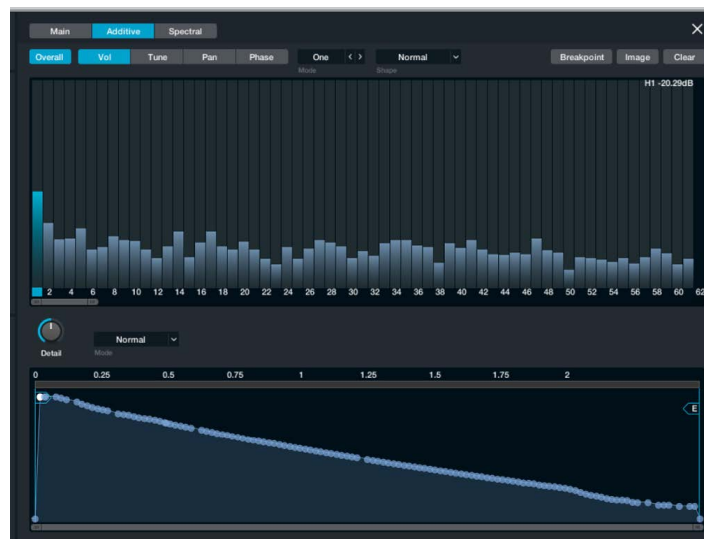 Main Additive Spectral
Overall Vol Tune Pan Phase One < > Normal Breakpoint Image Clear
Mode Shape
H1 -20.29dB
2 4 6 8 10 12 14 16 18 20 22 24 26 28 30 32 34 36 38 40 42 44 46 48 50 52 54 56 58 60 62
Normal
Detail Mode
0 0.25 0.5 0.75 1 1.25 1.5 1.75 2
E